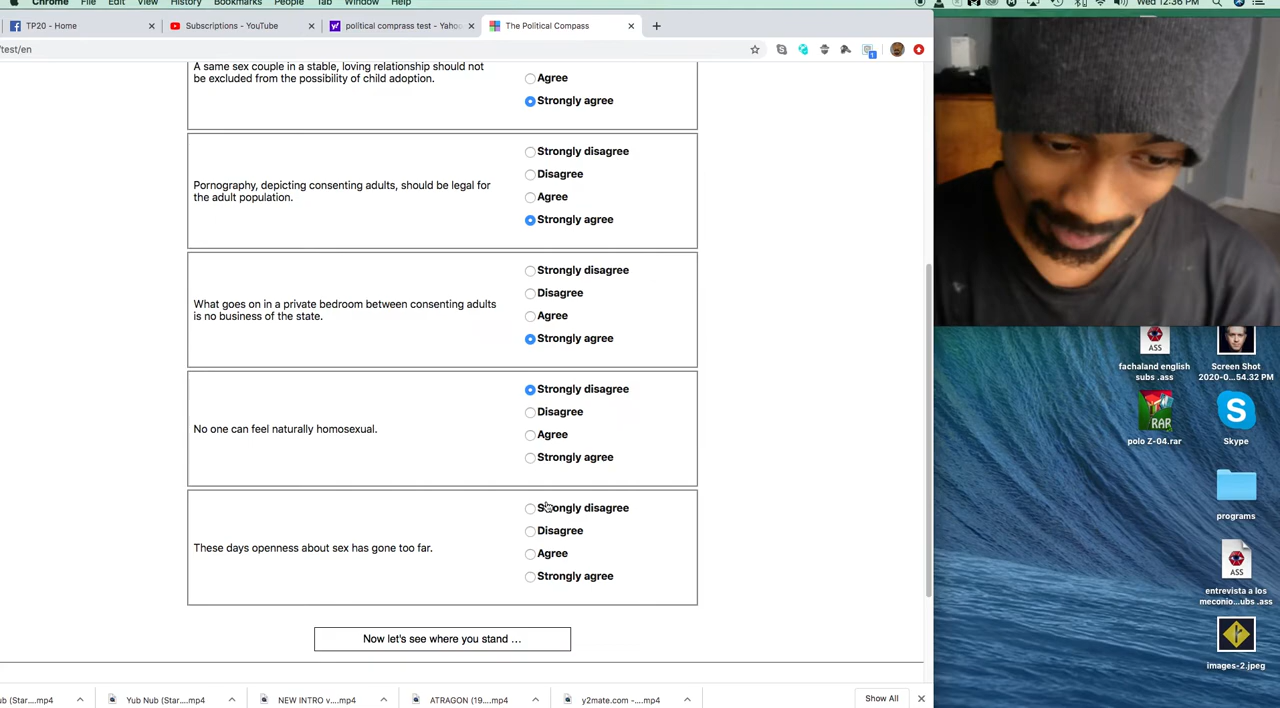 Chrome File Edit View History Bookmarks People Tab Window Help
Wed 12:36 PM
TP20 - Home
Subscriptions - YouTube
political comprass test - Yahoo
The Political Compass
/test/en
A same sex couple in a stable, loving relationship should not
be excluded from the possibility of child adoption.
Agree
Strongly agree
Pornography, depicting consenting adults, should be legal for
the adult population.
Strongly disagree
Disagree
Agree
Strongly agree
What goes on in a private bedroom between consenting adults
is no business of the state.
Strongly disagree
Disagree
Agree
Strongly agree
No one can feel naturally homosexual.
Strongly disagree
Disagree
Agree
Strongly agree
These days openness about sex has gone too far.
Strongly disagree
Disagree
Agree
Strongly agree
Now let's see where you stand ...
ub (Star....mp4
Yub Nub (Star....mp4
NEW INTRO v....mp4
ATRAGON (19....mp4
y2mate.com -....mp4
Show All
ASS
fachaland english
subs .ass
Screen Shot
2020-0...54.32 PM
RAR
polo Z-04.rar
Skype
programs
ASS
entrevista a los
meconio...ubs .ass
images-2.jpeg